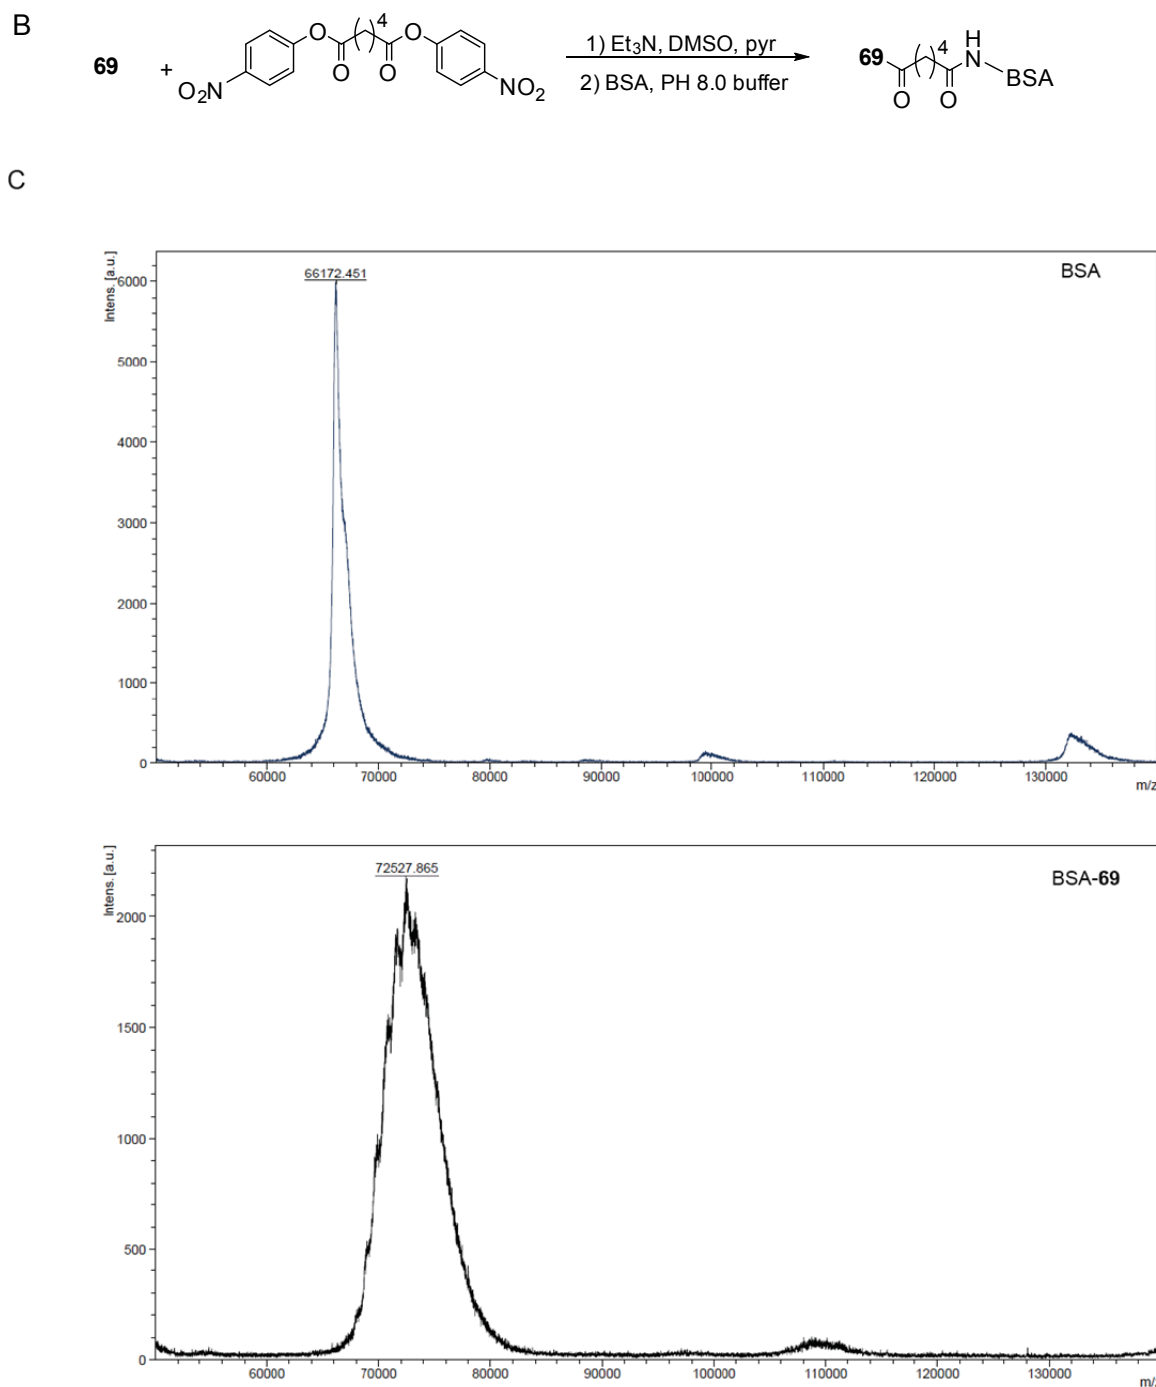 B
69 + O₂N O O 4 O O NO₂
1) Et₃N, DMSO, pyr
2) BSA, PH 8.0 buffer
69 O 4 O H N BSA
C
Intens. [a.u.]
BSA
66172.451
6000
5000
4000
3000
2000
1000
0
60000 70000 80000 90000 100000 110000 120000 130000
m/z
Intens. [a.u.]
BSA-69
72527.865
2000
1500
1000
500
0
60000 70000 80000 90000 100000 110000 120000 130000
m/z